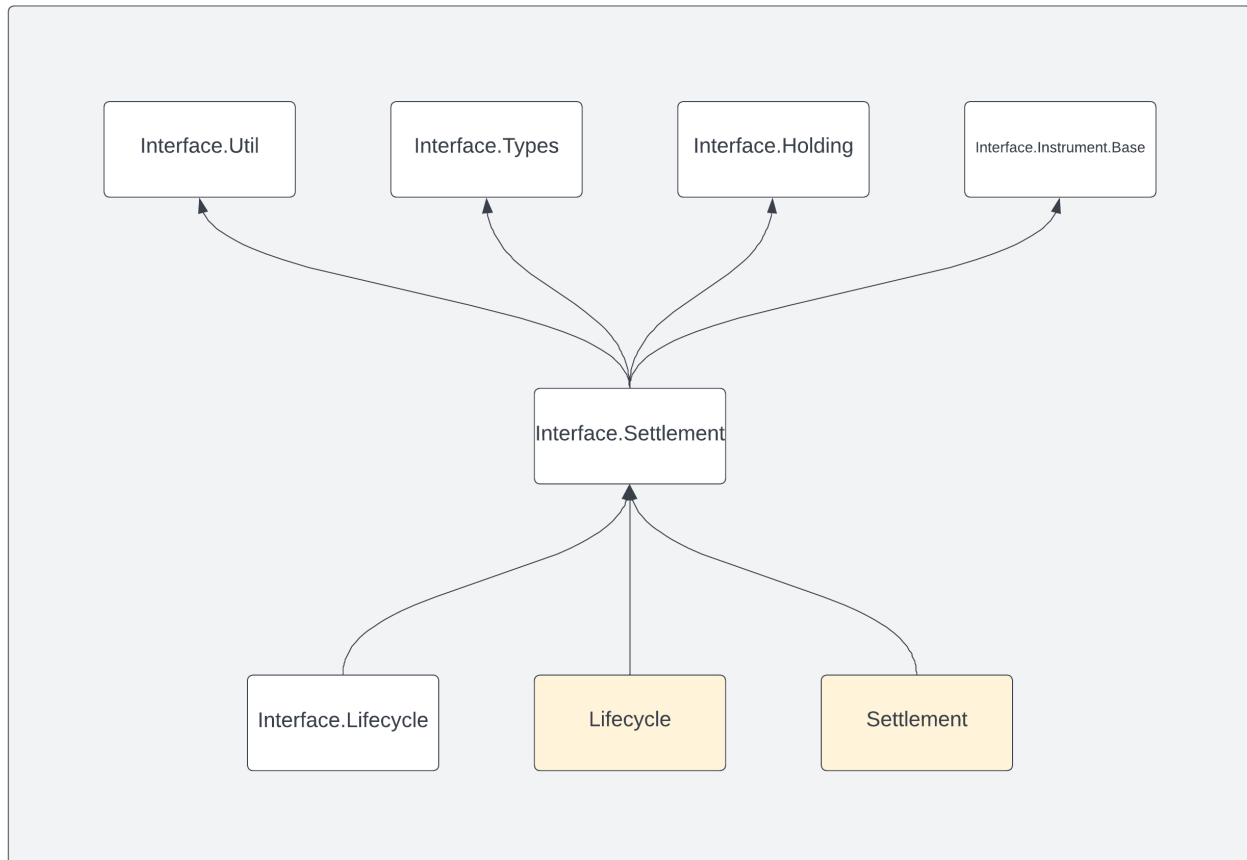 Interface.Util
Interface.Types
Interface.Holding
Interface.Instrument.Base
Interface.Settlement
Interface.Lifecycle
Lifecycle
Settlement